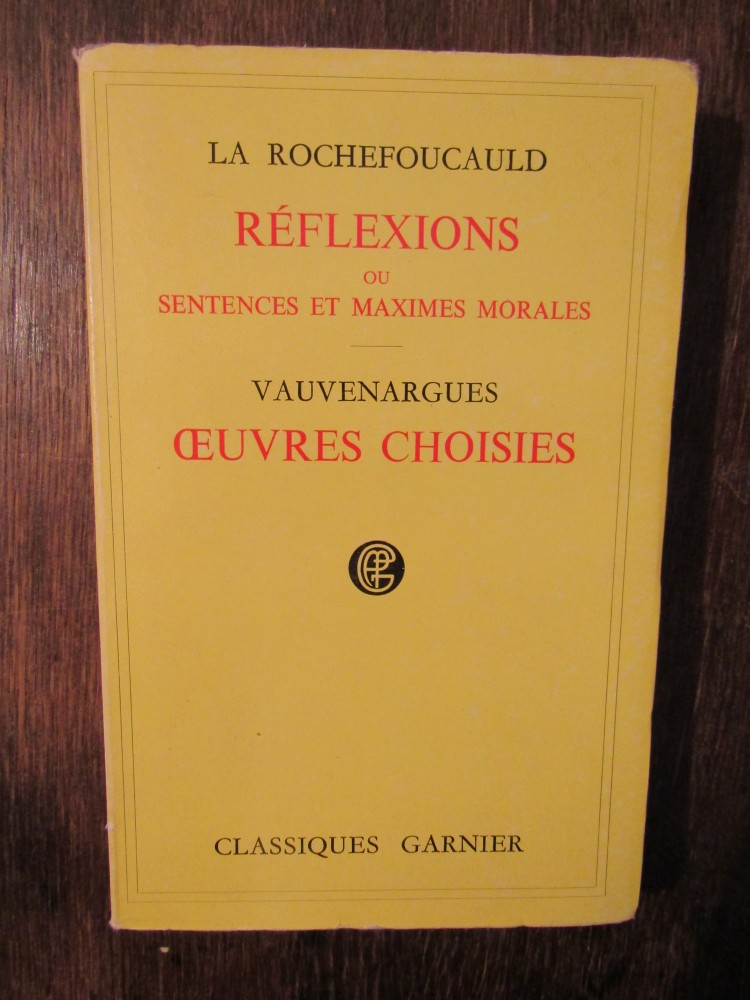 LA ROCHEFOUCAULD
RÉFLEXIONS
OU
SENTENCES ET MAXIMES MORALES
VAUVENARGUES
ŒUVRES CHOISIES
CLASSIQUES GARNIER